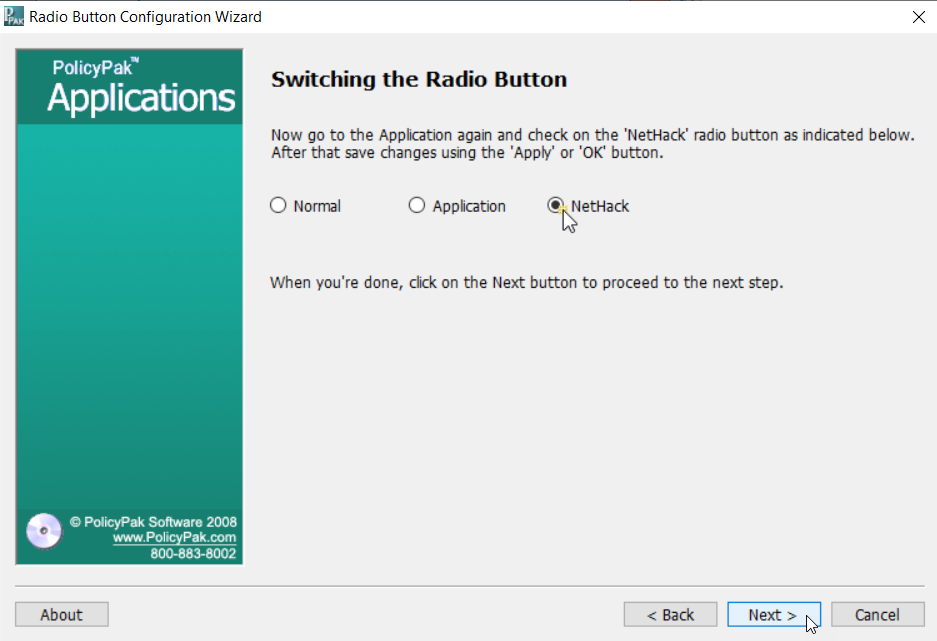 PPAK
Radio Button Configuration Wizard
PolicyPak™
Applications
Switching the Radio Button
Now go to the Application again and check on the 'NetHack' radio button as indicated below.
After that save changes using the 'Apply' or 'OK' button.
Normal Application NetHack
When you're done, click on the Next button to proceed to the next step.
© PolicyPak Software 2008
www.PolicyPak.com
800-883-8002
About < Back Next > Cancel